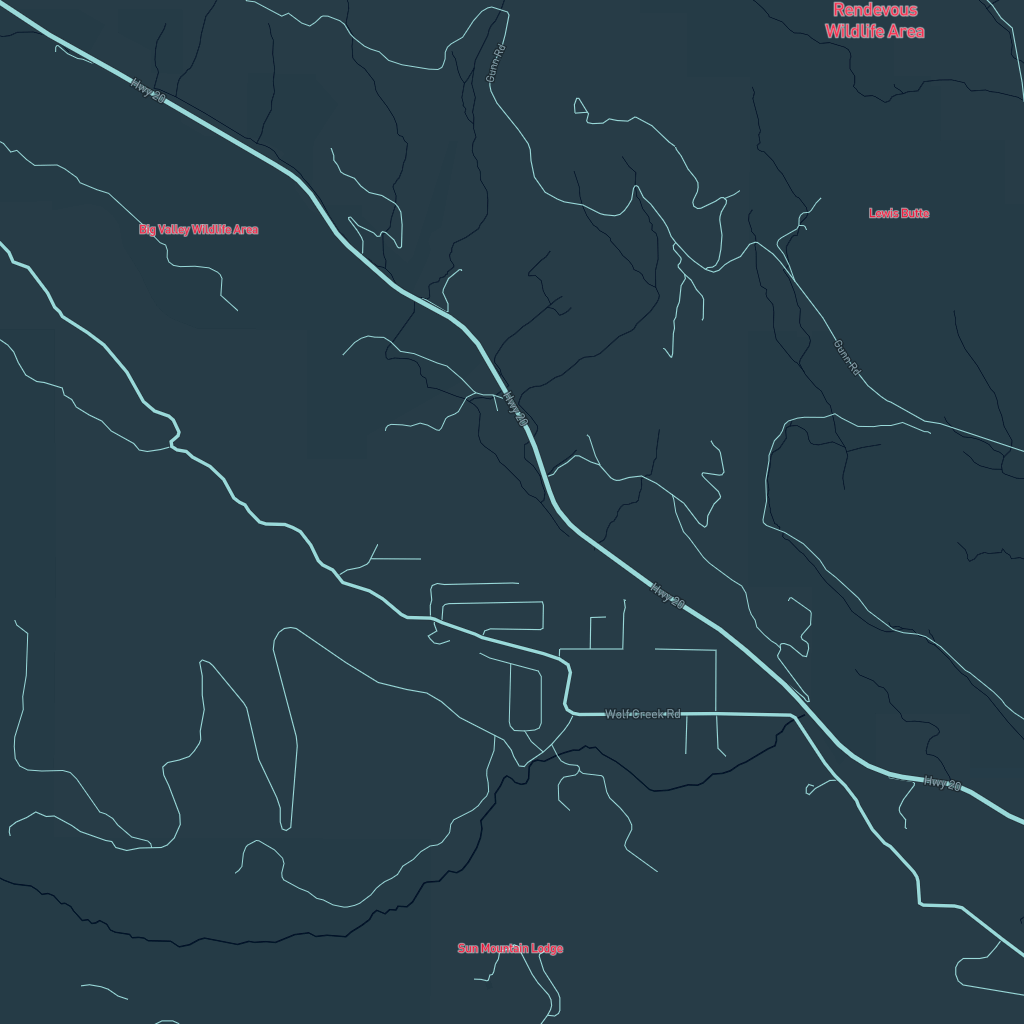 Rendevous
Wildlife Area
Gunn Rd
Hwy 20
Lewis Butte
Big Valley Wildlife Area
Gunn Rd
Hwy 20
Hwy 20
Wolf Creek Rd
Hwy 20
Sun Mountain Lodge